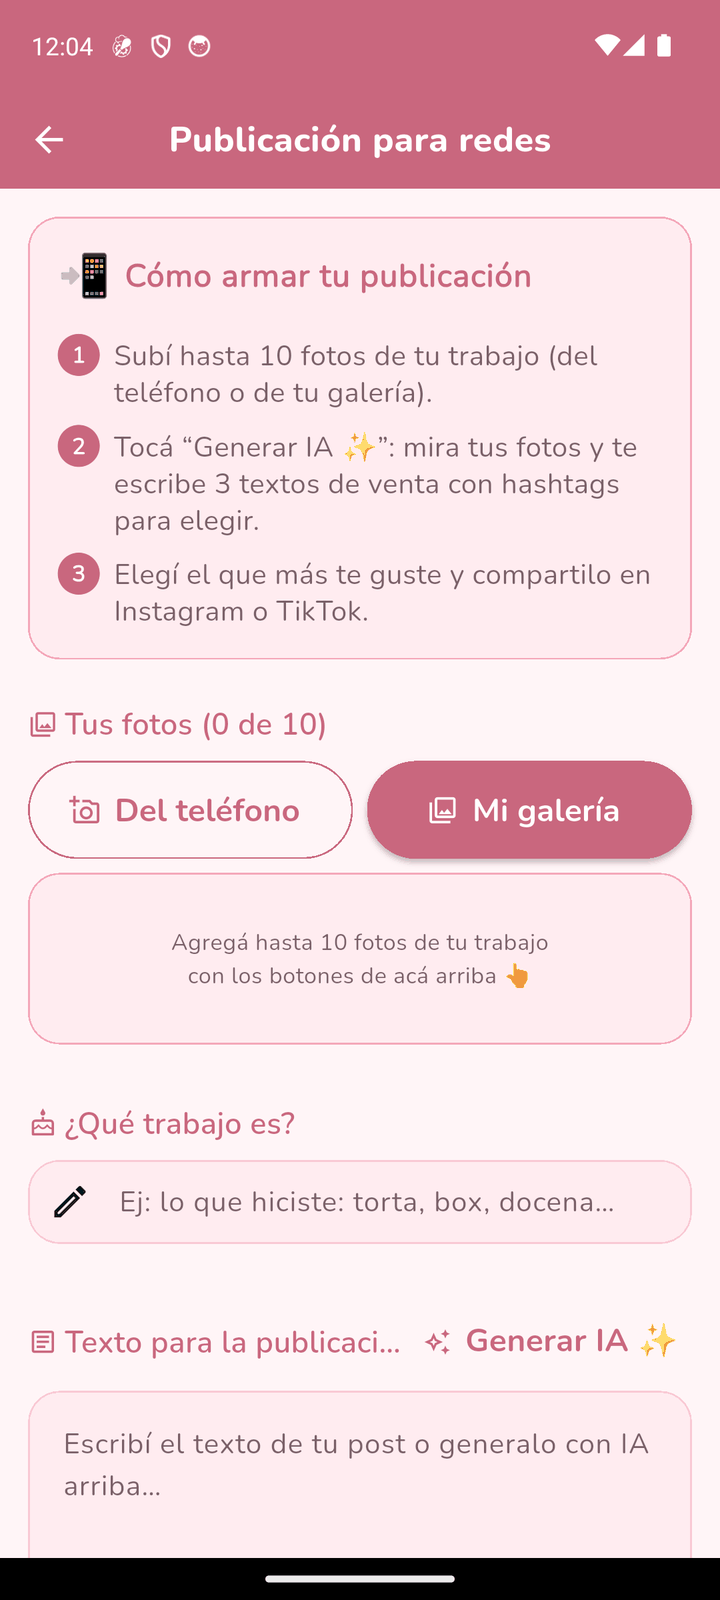 12:04
Publicación para redes
Cómo armar tu publicación
1 Subí hasta 10 fotos de tu trabajo (del
teléfono o de tu galería).
2 Tocá “Generar IA ✨”: mira tus fotos y te
escribe 3 textos de venta con hashtags
para elegir.
3 Elegí el que más te guste y compartilo en
Instagram o TikTok.
Tus fotos (0 de 10)
Del teléfono
Mi galería
Agregá hasta 10 fotos de tu trabajo
con los botones de acá arriba 👆
¿Qué trabajo es?
Ej: lo que hiciste: torta, box, docena...
Texto para la publicaci...
Generar IA ✨
Escribí el texto de tu post o generalo con IA
arriba...